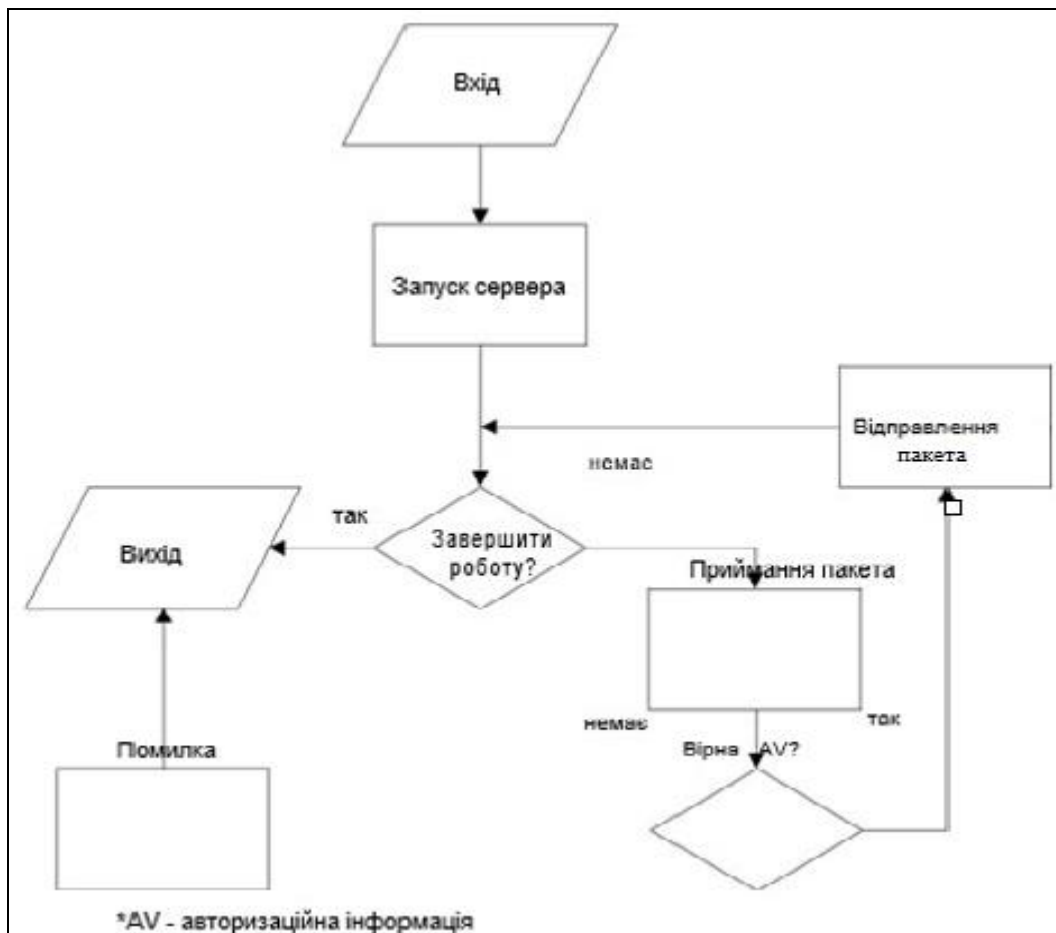 Вхід
Запуск сервера
Відправлення
пакета
немає
так
Завершити
роботу?
Вихід
Приймання пакета
немає
так
Вірна AV?
Помилка
*AV - авторизаційна інформація